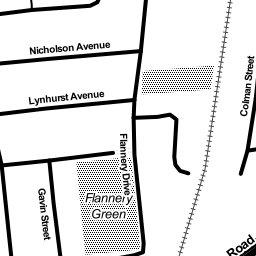 Nicholson Avenue
Colman Street
Lynhurst Avenue
Flannery Drive
Gavin Street
Flannery
Green
Road